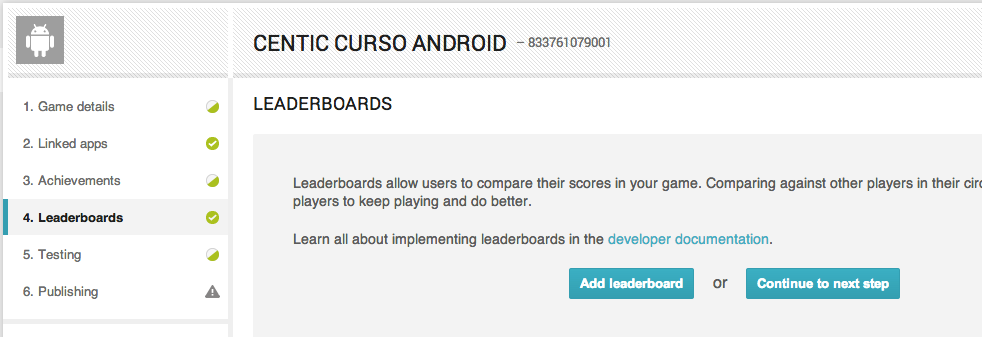 CENTIC CURSO ANDROID – 833761079001
1. Game details
2. Linked apps
3. Achievements
4. Leaderboards
5. Testing
6. Publishing
LEADERBOARDS
Leaderboards allow users to compare their scores in your game. Comparing against other players in their
players to keep playing and do better.
Learn all about implementing leaderboards in the developer documentation.
Add leaderboard or Continue to next step